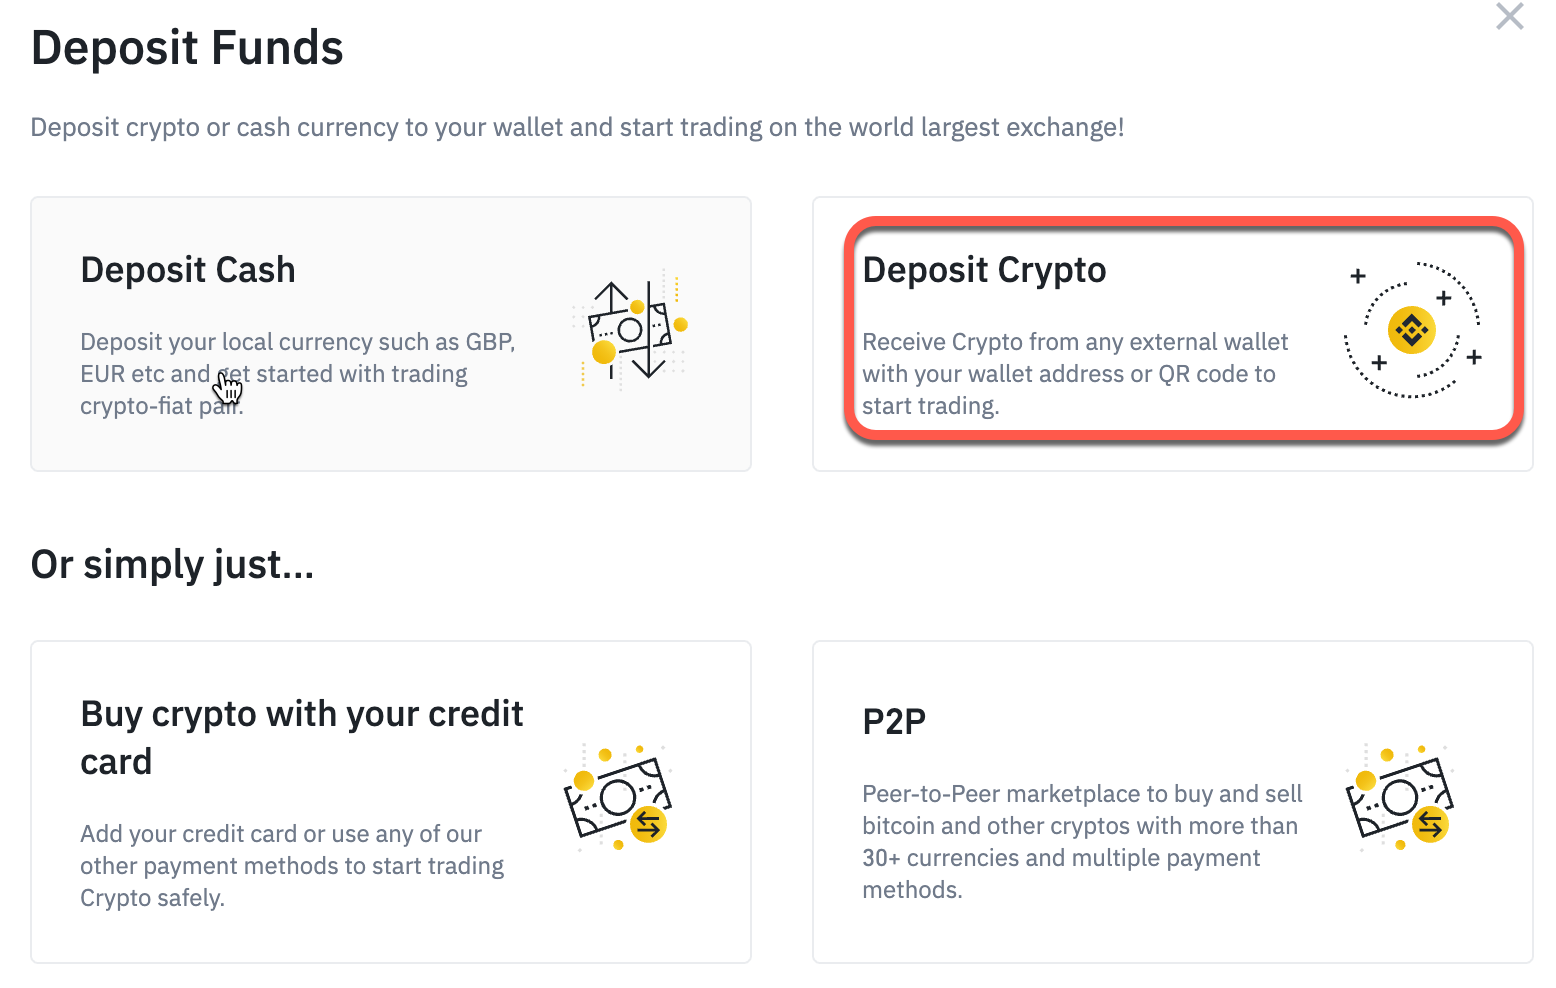 Deposit Funds
Deposit crypto or cash currency to your wallet and start trading on the world largest exchange!
Deposit Cash
Deposit your local currency such as GBP,
EUR etc and get started with trading
crypto-fiat pair.
Deposit Crypto
Receive Crypto from any external wallet
with your wallet address or QR code to
start trading.
Or simply just...
Buy crypto with your credit
card
Add your credit card or use any of our
other payment methods to start trading
Crypto safely.
P2P
Peer-to-Peer marketplace to buy and sell
bitcoin and other cryptos with more than
30+ currencies and multiple payment
methods.